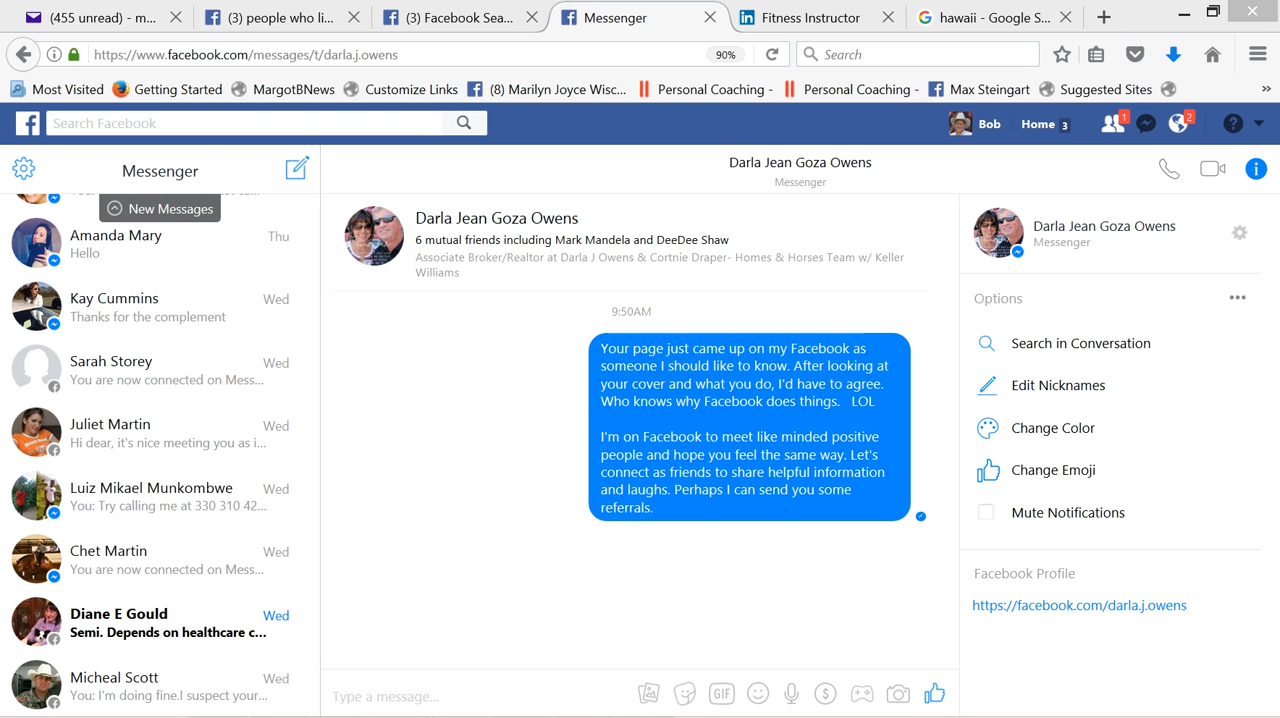 (455 unread) - m...
(3) people who li...
(3) Facebook Sea...
Messenger
Fitness Instructor
hawaii - Google S...
https://www.facebook.com/messages/t/darla.j.owens
90%
Search
Most Visited
Getting Started
MargotBNews
Customize Links
(8) Marilyn Joyce Wisc...
Personal Coaching -
Personal Coaching -
Max Steingart
Suggested Sites
Search Facebook
Bob
Home 3
1
2
Messenger
New Messages
Amanda Mary
Thu
Hello
Kay Cummins
Wed
Thanks for the complement
Sarah Storey
Wed
You are now connected on Mess...
Juliet Martin
Wed
Hi dear, it's nice meeting you as i...
Luiz Mikael Munkombwe
Wed
You: Try calling me at 330 310 42...
Chet Martin
Wed
You are now connected on Mess...
Diane E Gould
Wed
Semi. Depends on healthcare c...
Micheal Scott
Wed
You: I'm doing fine.I suspect your...
Darla Jean Goza Owens
Messenger
Darla Jean Goza Owens
6 mutual friends including Mark Mandela and DeeDee Shaw
Associate Broker/Realtor at Darla J Owens & Cortnie Draper- Homes & Horses Team w/ Keller
Williams
9:50AM
Your page just came up on my Facebook as
someone I should like to know. After looking at
your cover and what you do, I'd have to agree.
Who knows why Facebook does things.   LOL
I'm on Facebook to meet like minded positive
people and hope you feel the same way. Let's
connect as friends to share helpful information
and laughs. Perhaps I can send you some
referrals.
Type a message...
GIF
Darla Jean Goza Owens
Messenger
Options
Search in Conversation
Edit Nicknames
Change Color
Change Emoji
Mute Notifications
Facebook Profile
https://facebook.com/darla.j.owens